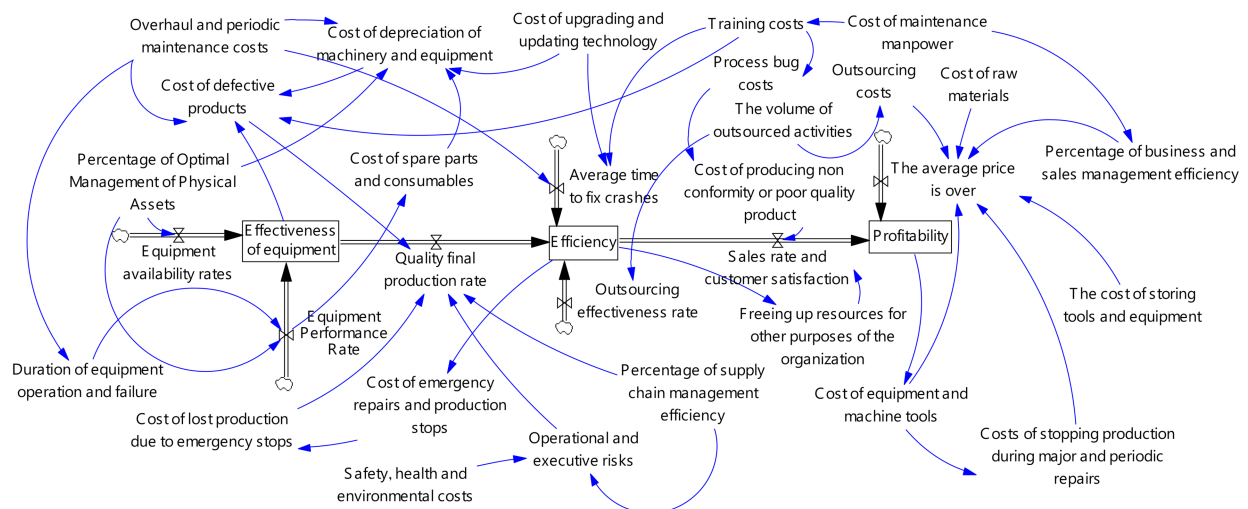 Overhaul and periodic
maintenance costs
Cost of depreciation of
machinery and equipment
Cost of upgrading and
updating technology
Training costs
Cost of maintenance
manpower
Process bug
costs
Outsourcing
costs
Cost of raw
materials
Cost of defective
products
The volume of
outsourced activities
Percentage of Optimal
Management of Physical
Assets
Cost of spare parts
and consumables
Average time
to fix crashes
Cost of producing non
conformity or poor quality
product
The average price
is over
Percentage of business and
sales management efficiency
Equipment
availability rates
Effectiveness
of equipment
Quality final
production rate
Efficiency
Sales rate and
customer satisfaction
Profitability
Outsourcing
effectiveness rate
Freeing up resources for
other purposes of the
organization
The cost of storing
tools and equipment
Equipment
Performance
Rate
Duration of equipment
operation and failure
Cost of emergency
repairs and production
stops
Percentage of supply
chain management
efficiency
Cost of equipment and
machine tools
Cost of lost production
due to emergency stops
Operational and
executive risks
Costs of stopping production
during major and periodic
repairs
Safety, health and
environmental costs